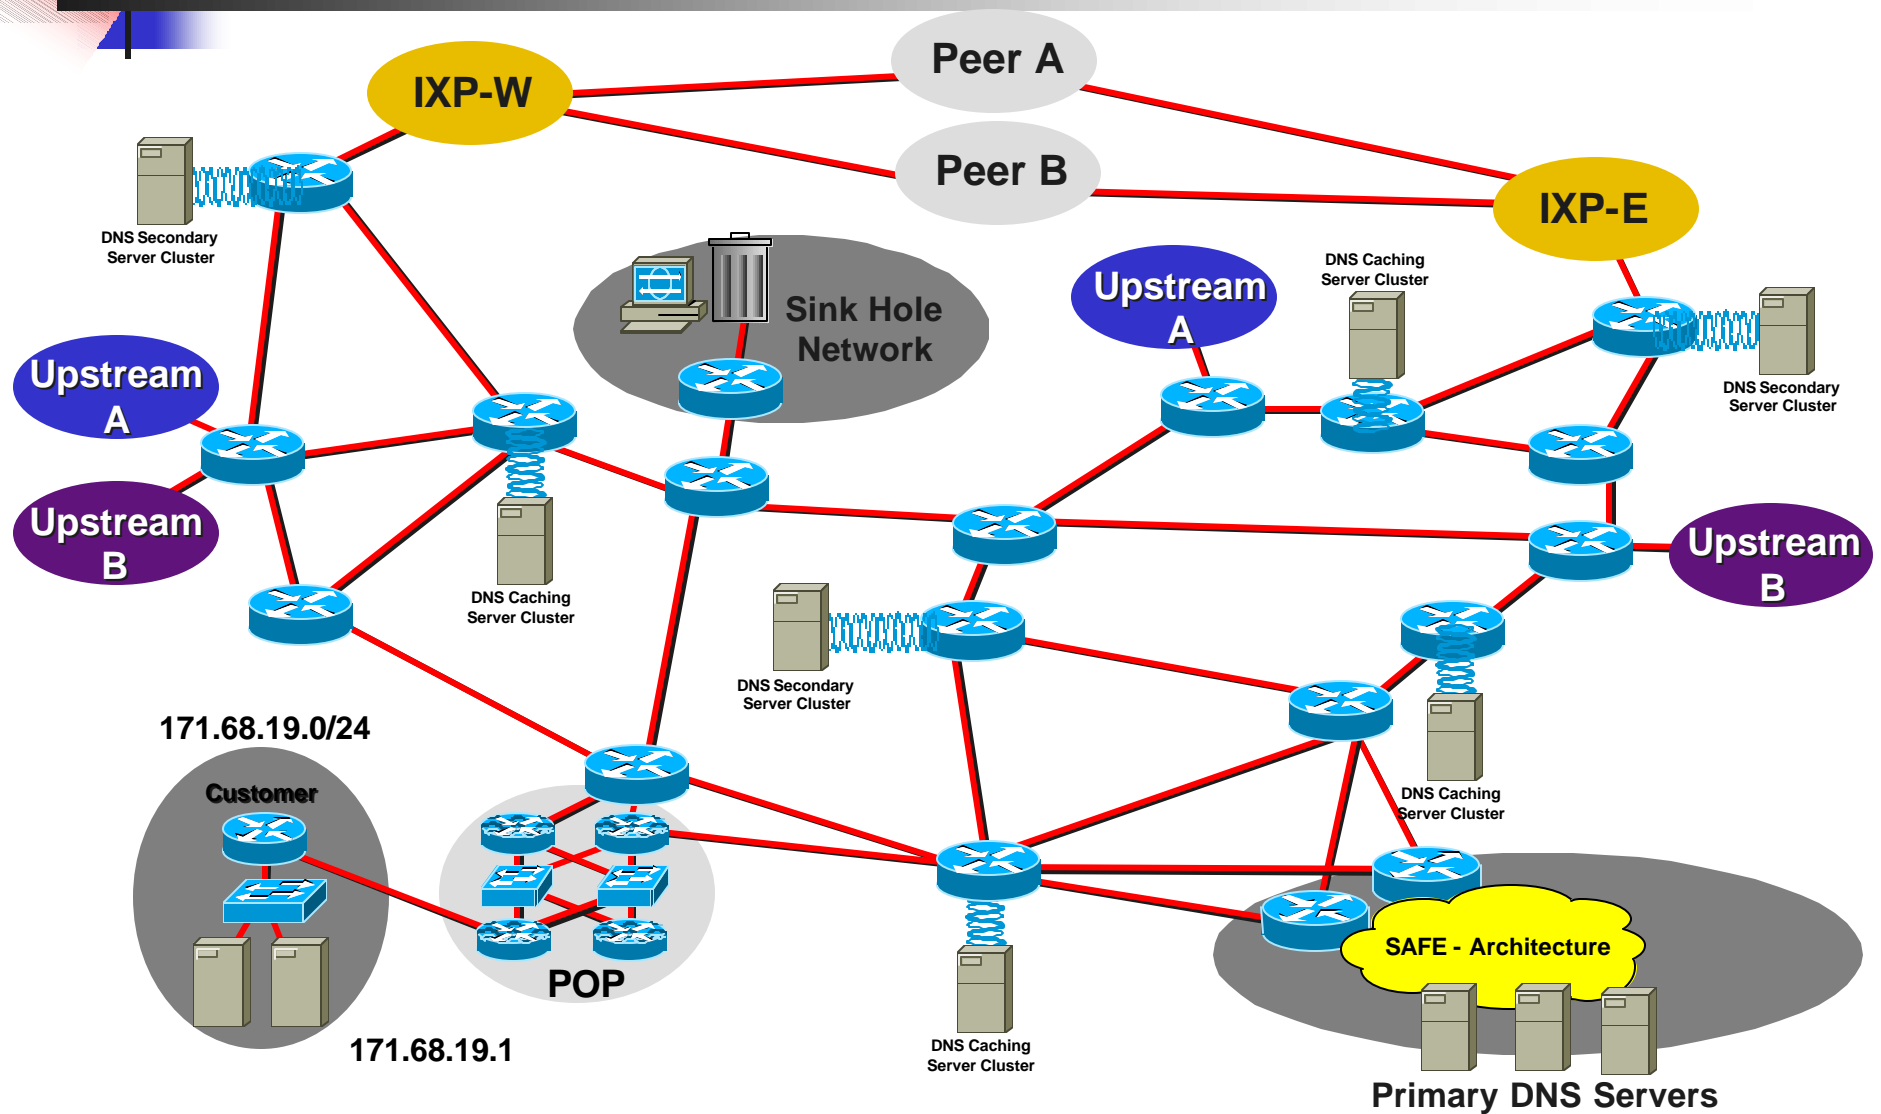 Peer A
IXP-W
Peer B
IXP-E
DNS Secondary
Server Cluster
DNS Caching
Server Cluster
Upstream
A
Sink Hole
Network
Upstream
A
DNS Secondary
Server Cluster
Upstream
B
Upstream
B
DNS Caching
Server Cluster
DNS Secondary
Server Cluster
171.68.19.0/24
Customer
DNS Caching
Server Cluster
SAFE - Architecture
POP
171.68.19.1
DNS Caching
Server Cluster
Primary DNS Servers